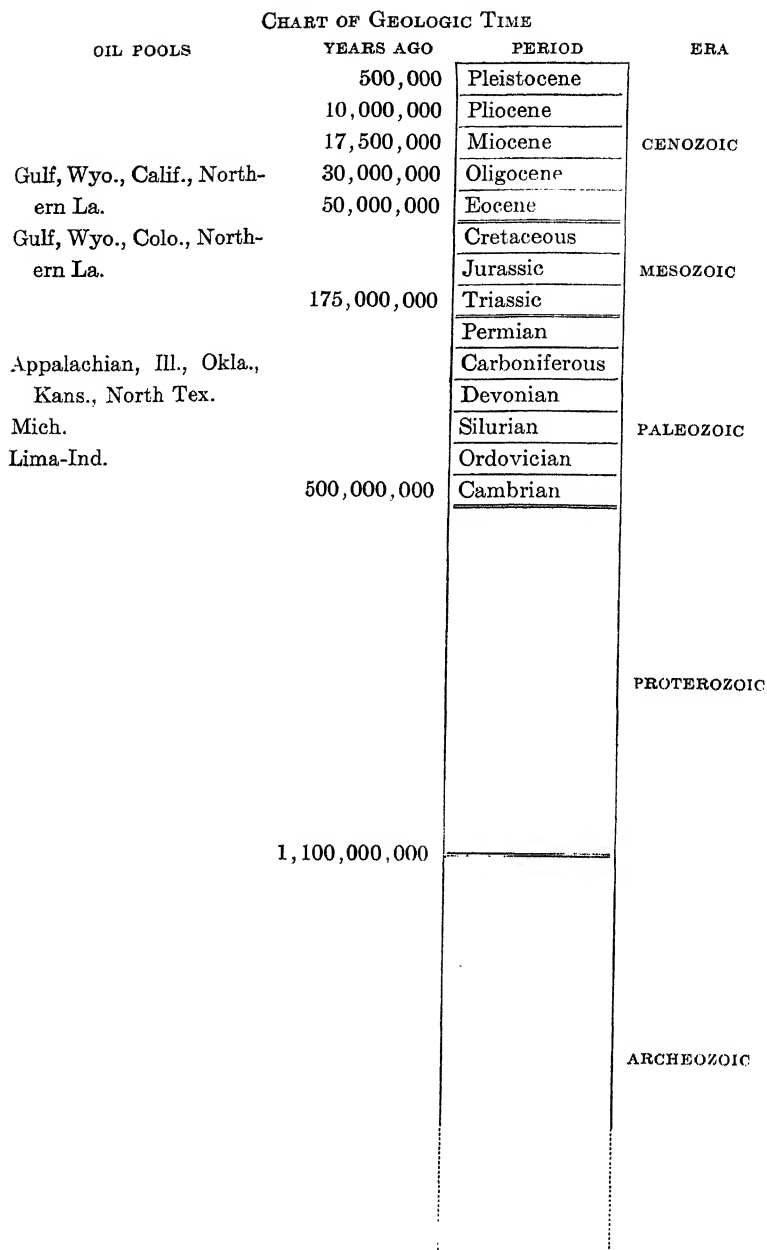 CHART OF GEOLOGIC TIME
OIL POOLS YEARS AGO PERIOD ERA
500,000 Pleistocene
10,000,000 Pliocene
17,500,000 Miocene CENOZOIC
Gulf, Wyo., Calif., North- 30,000,000 Oligocene
ern La. 50,000,000 Eocene
Gulf, Wyo., Colo., North- Cretaceous
ern La. Jurassic MESOZOIC
175,000,000 Triassic
Permian
Appalachian, Ill., Okla., Carboniferous
Kans., North Tex. Devonian
Mich. Silurian PALEOZOIC
Lima-Ind. Ordovician
500,000,000 Cambrian
PROTEROZOIC
1,100,000,000
ARCHEOZOIC